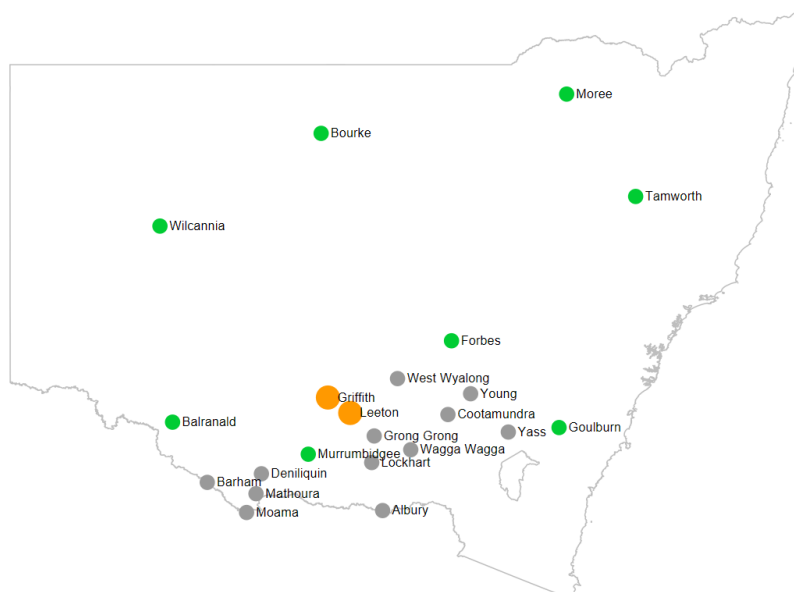 Moree
Bourke
Tamworth
Wilcannia
Forbes
West Wyalong
Young
Griffith
Leeton
Cootamundra
Balranald
Goulburn
Yass
Grong Grong
Wagga Wagga
Murrumbidgee
Lockhart
Deniliquin
Barham
Mathoura
Albury
Moama